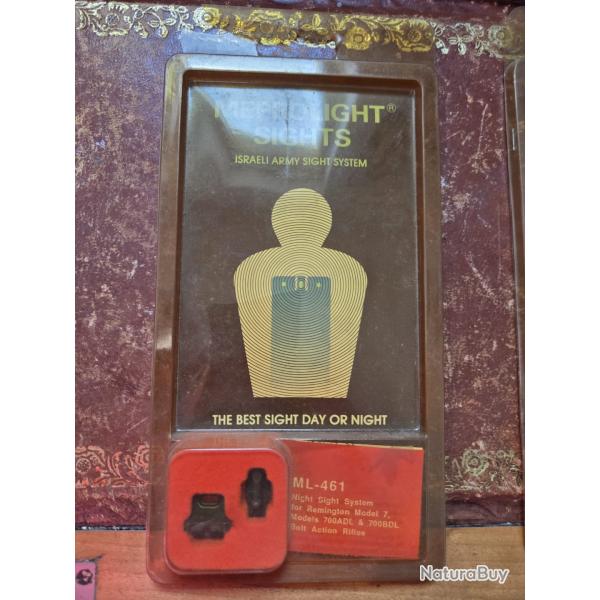 MEPROLIGHT®
SIGHTS
ISRAELI ARMY SIGHT SYSTEM
THE BEST SIGHT DAY OR NIGHT
ML-461
Night Sight System
for Remington Model 7,
Models 700ADL & 700BDL
Bolt Action Rifles
NaturaBuy